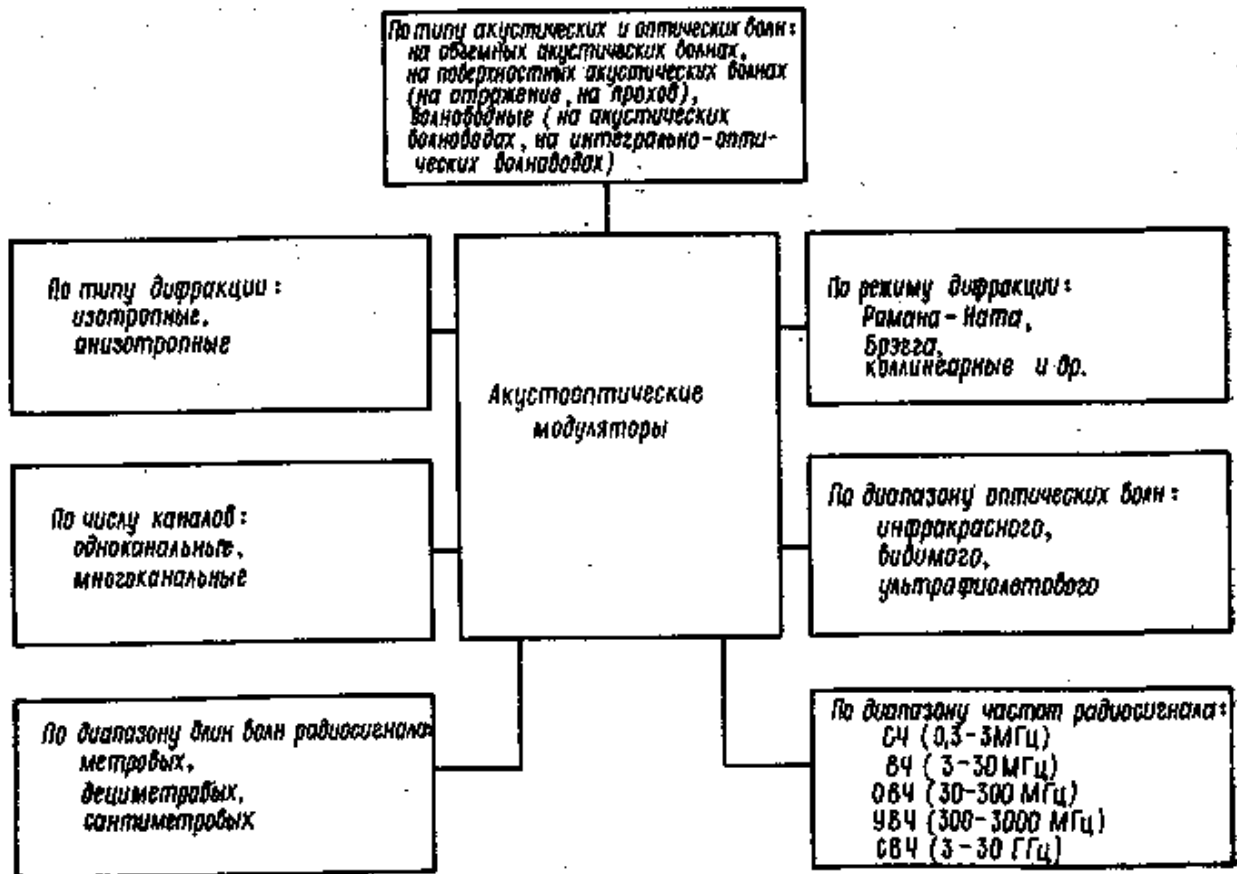 По типу акустических и оптических волн:
на объемных акустических волнах,
на поверхностных акустических волнах
(на отражение, на проход),
волноводные (на акустических
волноводах, на интегрально-опти-
ческих волноводах)
По типу дифракции:
изотропные,
анизотропные
По режиму дифракции:
Рамана-Ната,
Брэгга,
коллинеарные и др.
Акустооптические
модуляторы
По числу каналов:
одноканальные,
многоканальные
По диапазону оптических волн:
инфракрасного,
видимого,
ультрафиолетового
По диапазону длин волн радиосигнала:
метровых,
дециметровых,
сантиметровых
По диапазону частот радиосигнала:
СЧ (0,3-3МГц)
ВЧ (3-30 МГц)
ОВЧ (30-300 МГц)
УВЧ (300-3000 МГц)
СВЧ (3-30 ГГц)